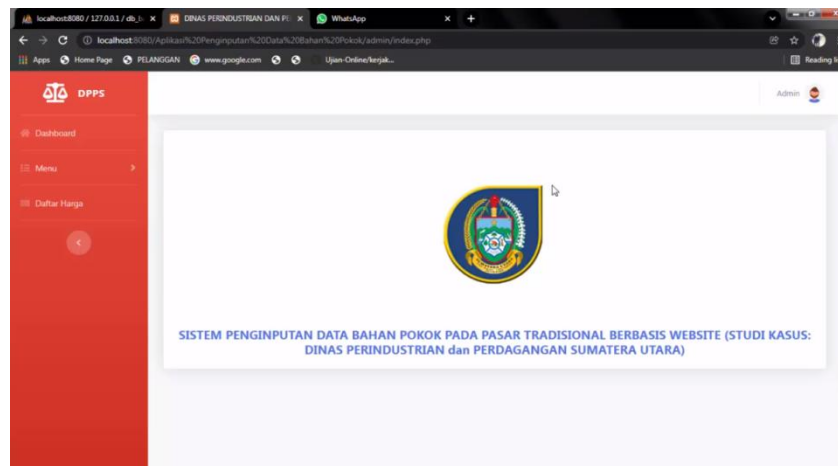 localhost:8080 / 127.0.0.1 / db_b
DINAS PERINDUSTRIAN DAN PE
WhatsApp
localhost:8080/Aplikasi%20Penginputan%20Data%20Bahan%20Pokok/admin/index.php
Apps Home Page PELANGGAN www.google.com Ujian-Online/kerjak... Reading li
DPPS
Admin
Dashboard
Menu
Daftar Harga
SISTEM PENGINPUTAN DATA BAHAN POKOK PADA PASAR TRADISIONAL BERBASIS WEBSITE (STUDI KASUS:
DINAS PERINDUSTRIAN dan PERDAGANGAN SUMATERA UTARA)